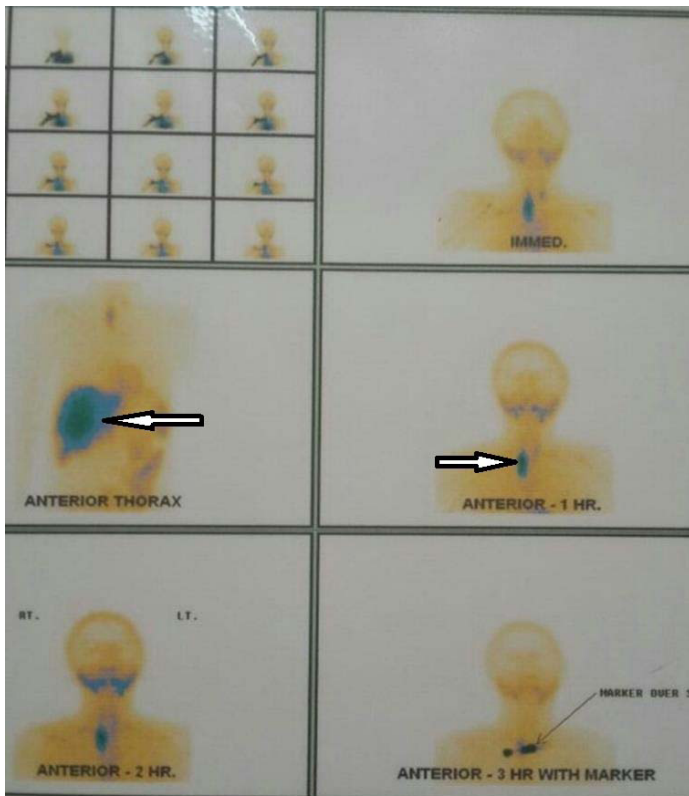 IMMED.
ANTERIOR THORAX
ANTERIOR - 1 HR.
RT.
LT.
ANTERIOR - 2 HR.
MARKER OVER
ANTERIOR - 3 HR WITH MARKER